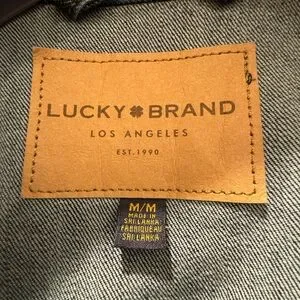 LUCKY BRAND
LOS ANGELES
EST. 1990
M/M
MADE IN
SRI LANKA
FABRIQUÉ AU
SRI LANKA